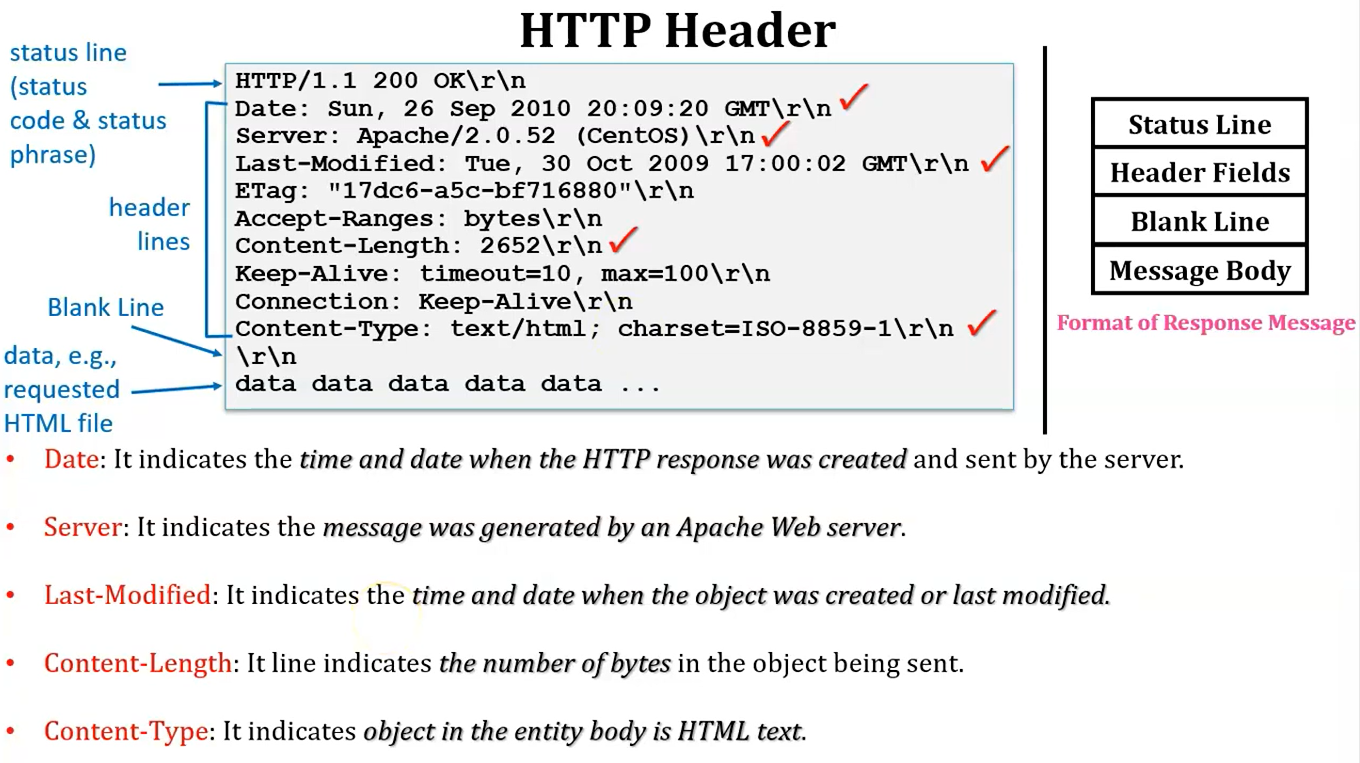 HTTP Header
status line
(status
code & status
phrase)
header
lines
Blank Line
data, e.g.,
requested
HTML file
HTTP/1.1 200 OK\r\n
Date: Sun, 26 Sep 2010 20:09:20 GMT\r\n
Server: Apache/2.0.52 (CentOS)\r\n
Last-Modified: Tue, 30 Oct 2009 17:00:02 GMT\r\n
ETag: "17dc6-a5c-bf716880"\r\n
Accept-Ranges: bytes\r\n
Content-Length: 2652\r\n
Keep-Alive: timeout=10, max=100\r\n
Connection: Keep-Alive\r\n
Content-Type: text/html; charset=ISO-8859-1\r\n
\r\n
data data data data data ...
Status Line
Header Fields
Blank Line
Message Body
Format of Response Message
• Date: It indicates the time and date when the HTTP response was created and sent by the server.
• Server: It indicates the message was generated by an Apache Web server.
• Last-Modified: It indicates the time and date when the object was created or last modified.
• Content-Length: It line indicates the number of bytes in the object being sent.
• Content-Type: It indicates object in the entity body is HTML text.